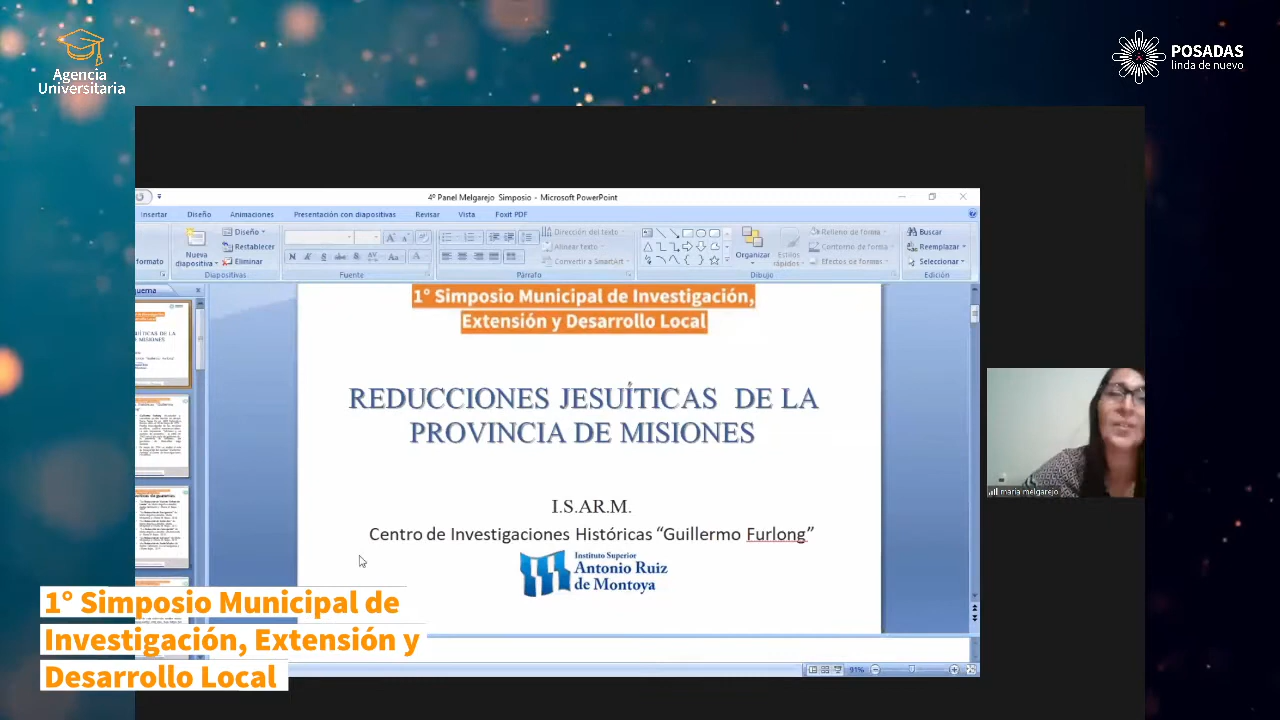 Agencia
Universitaria
POSADAS
linda de nuevo
4º Panel Melgarejo Simposio - Microsoft PowerPoint
Insertar Diseño Animaciones Presentación con diapositivas Revisar Vista Foxit PDF
Nueva
diapositiva
Diseño
Restablecer
Eliminar
Diapositivas
Fuente
Dirección del texto
Alinear texto
Convertir a SmartArt
Párrafo
Organizar
Estilos
rápidos
Relleno de forma
Contorno de forma
Efectos de formas
Dibujo
Buscar
Reemplazar
Seleccionar
Edición
1° Simposio Municipal de Investigación,
Extensión y Desarrollo Local
REDUCCIONES JESUÍTICAS DE LA
PROVINCIA DE MISIONES
I.S.AR.M.
Centro de Investigaciones Históricas “Guillermo Furlong”
Instituto Superior
Antonio Ruiz
de Montoya
maria melgarejo
1° Simposio Municipal de
Investigación, Extensión y
Desarrollo Local
91%